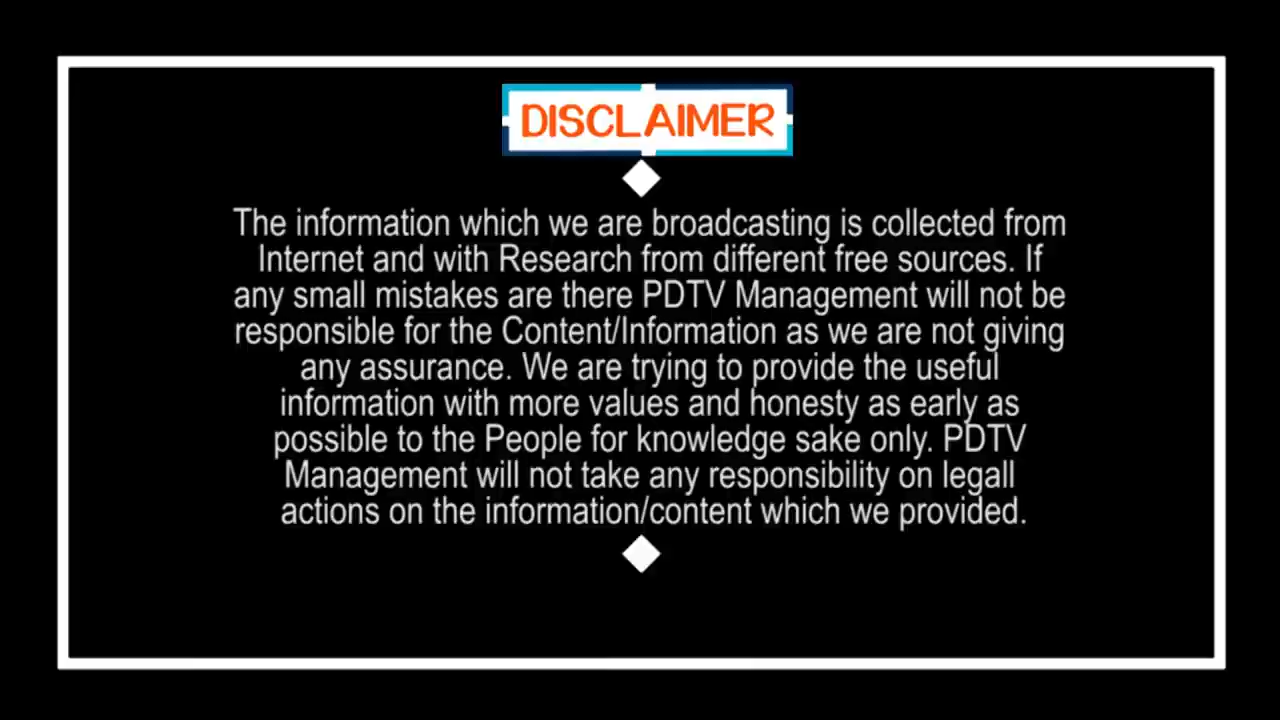 DISCLAIMER
The information which we are broadcasting is collected from
Internet and with Research from different free sources. If
any small mistakes are there PDTV Management will not be
responsible for the Content/Information as we are not giving
any assurance. We are trying to provide the useful
information with more values and honesty as early as
possible to the People for knowledge sake only. PDTV
Management will not take any responsibility on legall
actions on the information/content which we provided.